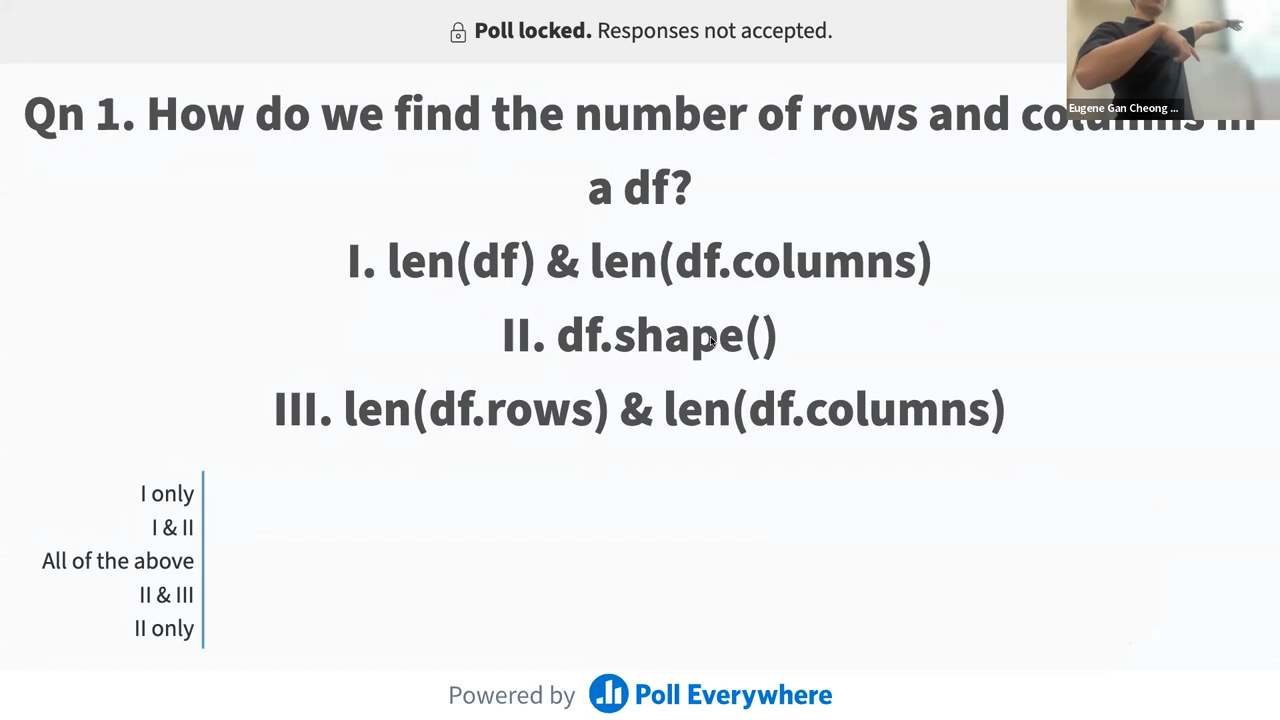 Poll locked. Responses not accepted.
Eugene Gan Cheong ...
Qn 1. How do we find the number of rows and columns in
a df?
I. len(df) & len(df.columns)
II. df.shape()
III. len(df.rows) & len(df.columns)
I only
I & II
All of the above
II & III
II only
Powered by Poll Everywhere